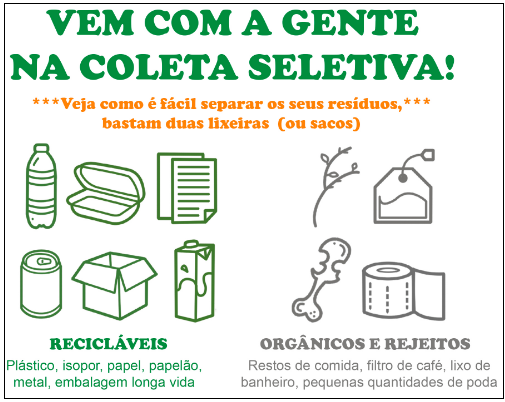 VEM COM A GENTE
NA COLETA SELETIVA!
***Veja como é fácil separar os seus resíduos,***
bastam duas lixeiras (ou sacos)
RECICLÁVEIS
Plástico, isopor, papel, papelão,
metal, embalagem longa vida
ORGÂNICOS E REJEITOS
Restos de comida, filtro de café, lixo de
banheiro, pequenas quantidades de poda